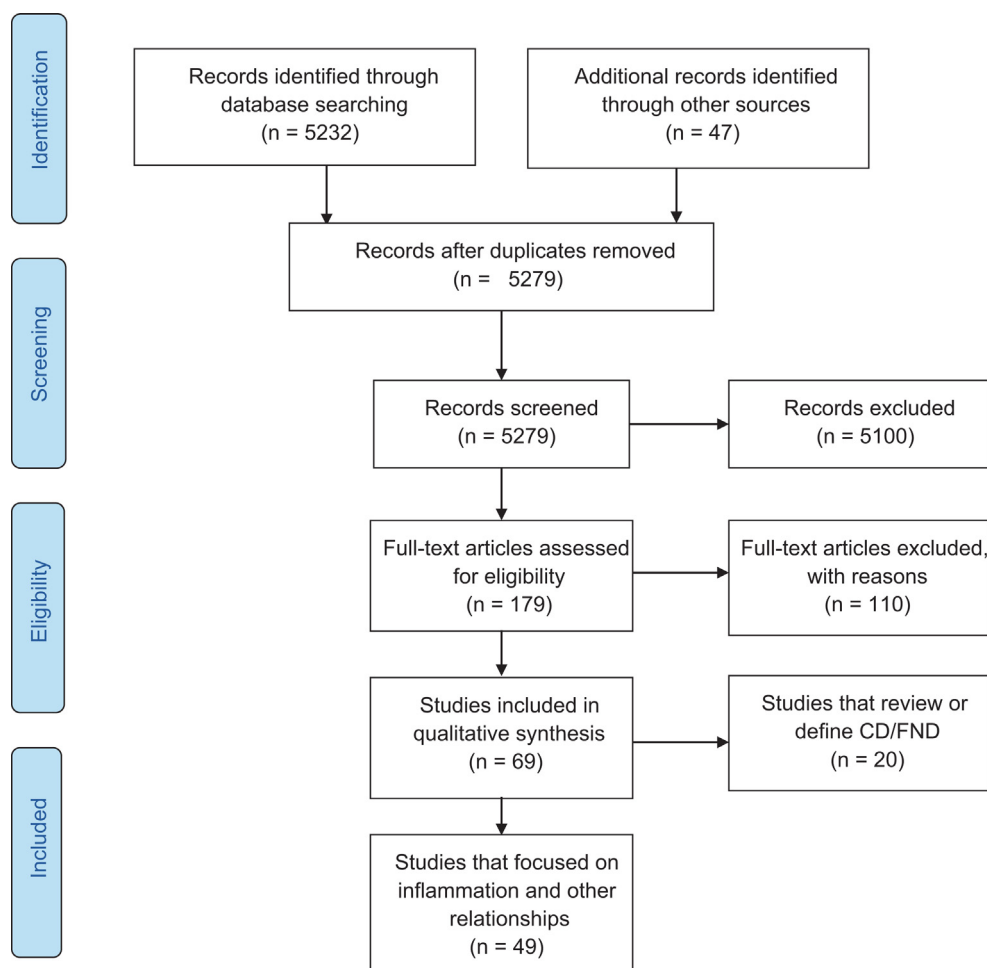 Identification
Records identified through
database searching
(n = 5232)
Additional records identified
through other sources
(n = 47)
Records after duplicates removed
(n = 5279)
Screening
Records screened
(n = 5279)
Records excluded
(n = 5100)
Eligibility
Full-text articles assessed
for eligibility
(n = 179)
Full-text articles excluded,
with reasons
(n = 110)
Studies included in
qualitative synthesis
(n = 69)
Studies that review or
define CD/FND
(n = 20)
Included
Studies that focused on
inflammation and other
relationships
(n = 49)